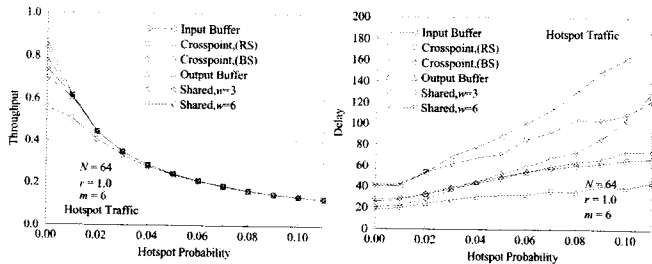 1.0
0.8
0.6
0.4
0.2
0.0
Throughput
Input Buffer
Crosspoint,(RS)
Crosspoint,(BS)
Output Buffer
Shared,w=3
Shared,w=6
N = 64
r = 1.0
m = 6
Hotspot Traffic
0.00 0.02 0.04 0.06 0.08 0.10
Hotspot Probability
200
180
160
140
120
100
80
60
40
20
0
Delay
Input Buffer
Crosspoint,(RS)
Crosspoint,(BS)
Output Buffer
Shared,w=3
Shared,w=6
Hotspot Traffic
N = 64
r = 1.0
m = 6
0.00 0.02 0.04 0.06 0.08 0.10
Hotspot Probability